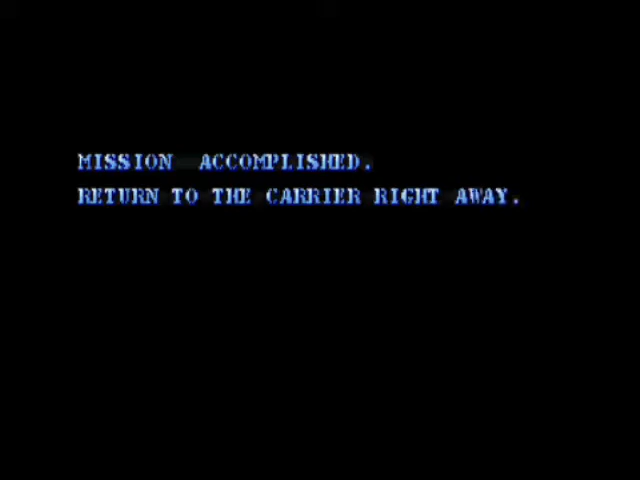 MISSION ACCOMPLISHED.
RETURN TO THE CARRIER RIGHT AWAY.